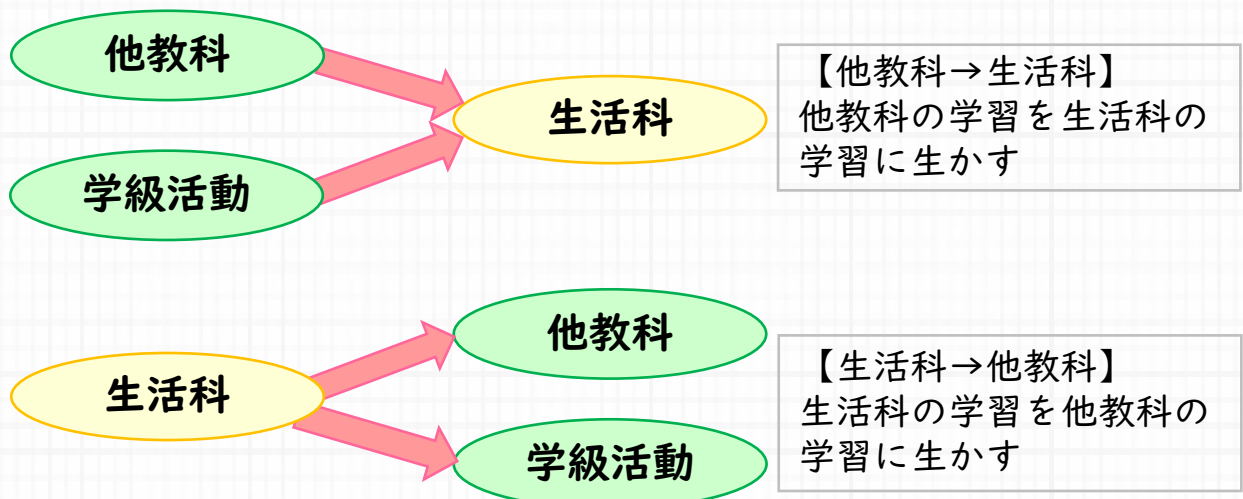 他教科
学級活動
生活科
【他教科→生活科】
他教科の学習を生活科の
学習に生かす
生活科
他教科
学級活動
【生活科→他教科】
生活科の学習を他教科の
学習に生かす